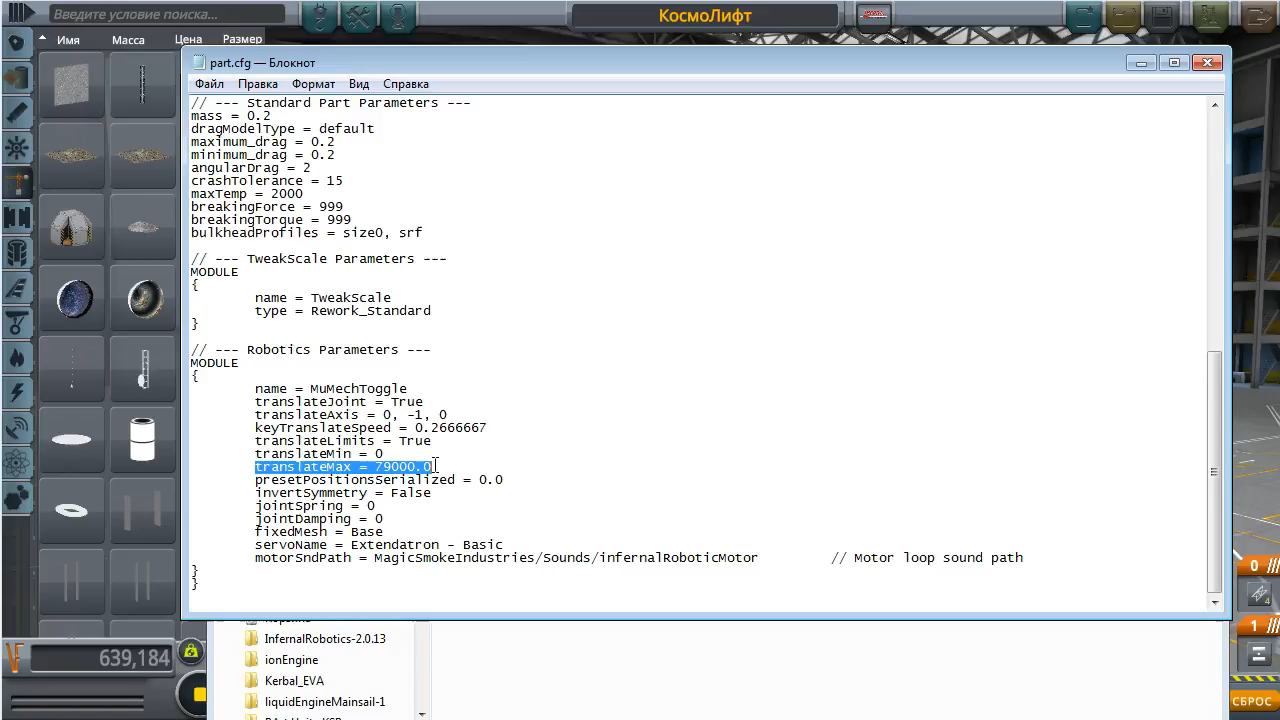 Введите условие поиска...
КосмоЛифт
Имя Масса Цена Размер
part.cfg — Блокнот
Файл Правка Формат Вид Справка
// --- Standard Part Parameters ---
mass = 0.2
dragModelType = default
maximum_drag = 0.2
minimum_drag = 0.2
angularDrag = 2
crashTolerance = 15
maxTemp = 2000
breakingForce = 999
breakingTorque = 999
bulkheadProfiles = size0, srf
// --- TweakScale Parameters ---
MODULE
{
name = TweakScale
type = Rework_Standard
}
// --- Robotics Parameters ---
MODULE
{
name = MuMechToggle
translateJoint = True
translateAxis = 0, -1, 0
keyTranslateSpeed = 0.2666667
translateLimits = True
translateMin = 0
translateMax = 79000.0
presetPositionsSerialized = 0.0
invertSymmetry = False
jointSpring = 0
jointDamping = 0
fixedMesh = Base
servoName = Extendatron - Basic
motorSndPath = MagicSmokeIndustries/Sounds/infernalRoboticMotor // Motor loop sound path
}
}
InfernalRobotics-2.0.13
ionEngine
Kerbal_EVA
liquidEngineMainsail-1
639,184
0
4
1
СБРОС